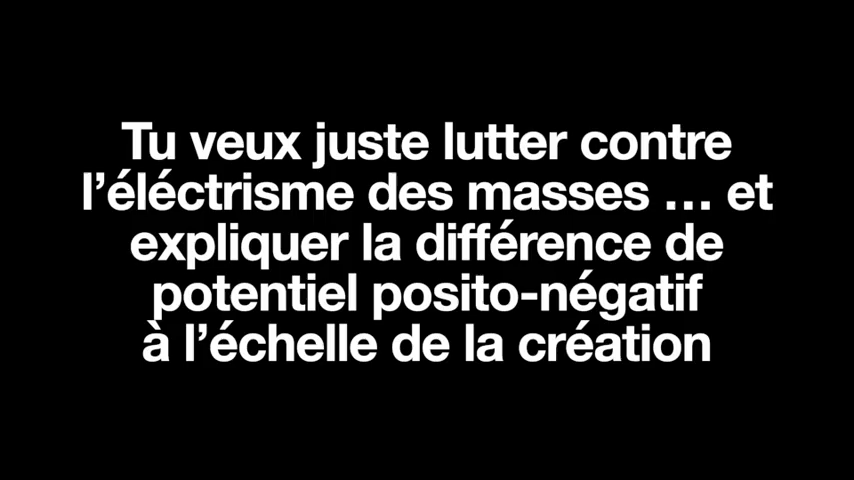 Tu veux juste lutter contre
l’éléctrisme des masses ... et
expliquer la différence de
potentiel posito-négatif
à l’échelle de la création